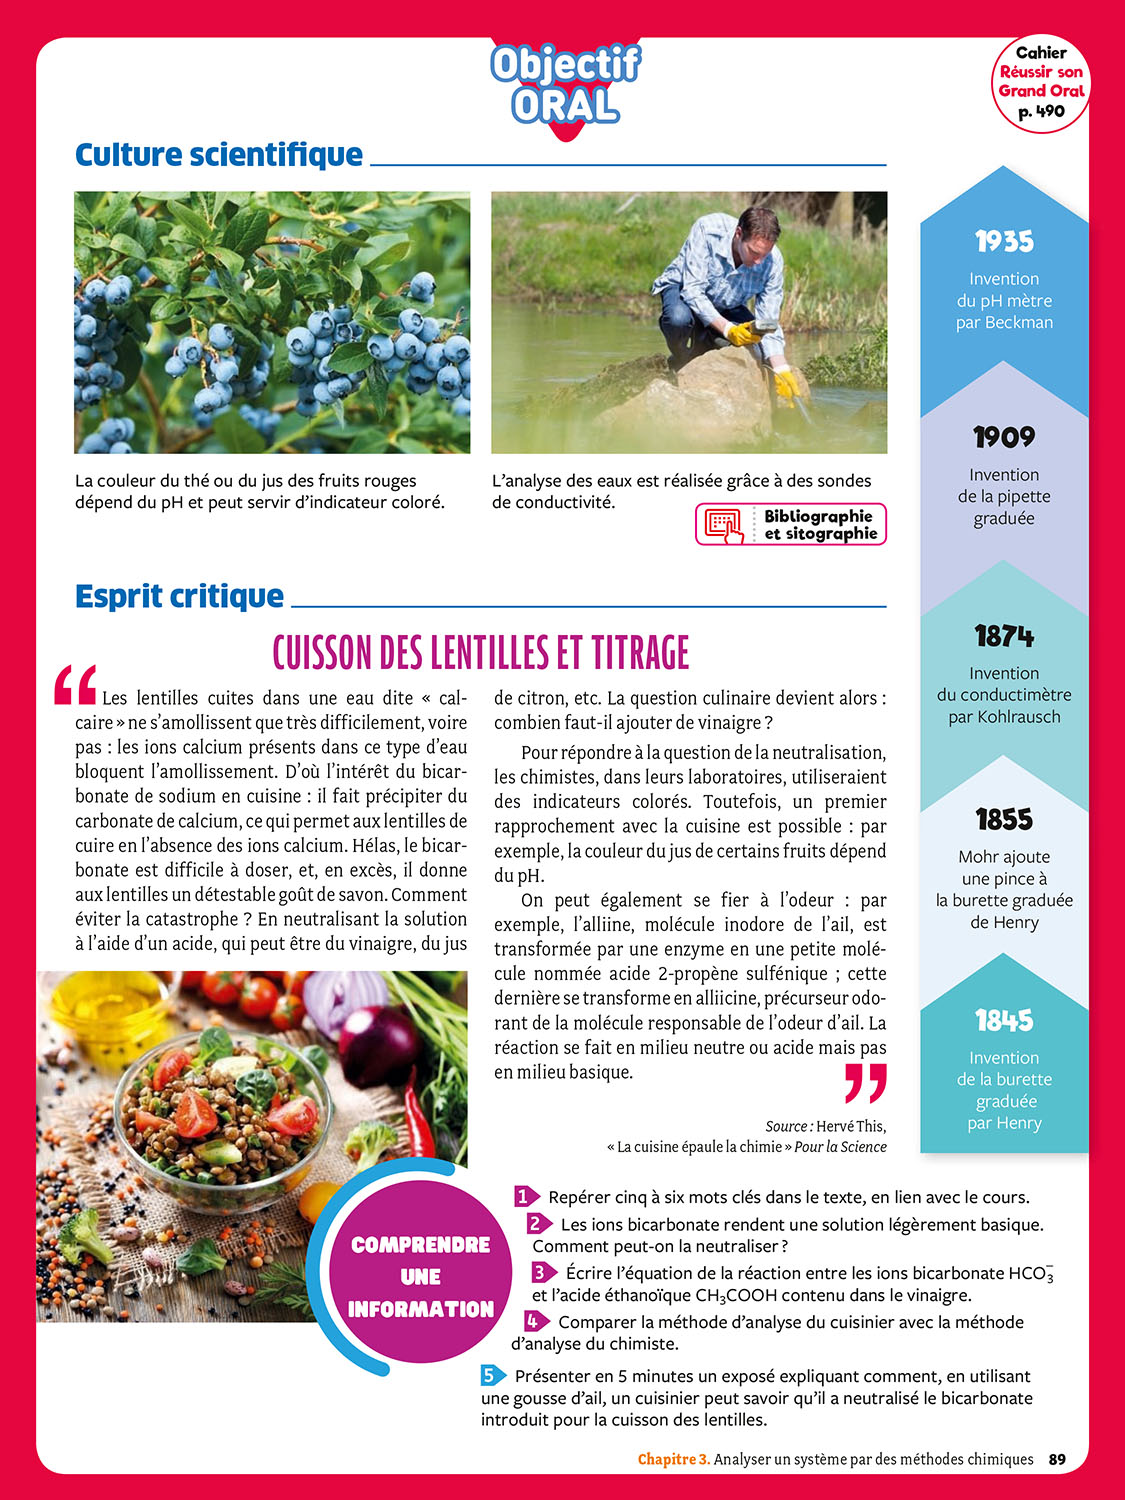 Objectif
ORAL
Cahier
Réussir son
Grand Oral
p. 490
Culture scientifique
La couleur du thé ou du jus des fruits rouges
dépend du pH et peut servir d'indicateur coloré.
L'analyse des eaux est réalisée grâce à des sondes
de conductivité.
Bibliographie
et sitographie
1935
Invention
du pH mètre
par Beckman
1909
Invention
de la pipette
graduée
1874
Invention
du conductimètre
par Kohlrausch
1855
Mohr ajoute
une pince à
la burette graduée
de Henry
1845
Invention
de la burette
graduée
par Henry
Esprit critique
CUISSON DES LENTILLES ET TITRAGE
“ Les lentilles cuites dans une eau dite « cal-
caire » ne s'amollissent que très difficilement, voire
pas : les ions calcium présents dans ce type d'eau
bloquent l'amollissement. D'où l'intérêt du bicar-
bonate de sodium en cuisine : il fait précipiter du
carbonate de calcium, ce qui permet aux lentilles de
cuire en l'absence des ions calcium. Hélas, le bicar-
bonate est difficile à doser, et, en excès, il donne
aux lentilles un détestable goût de savon. Comment
éviter la catastrophe ? En neutralisant la solution
à l'aide d'un acide, qui peut être du vinaigre, du jus
de citron, etc. La question culinaire devient alors :
combien faut-il ajouter de vinaigre ?
Pour répondre à la question de la neutralisation,
les chimistes, dans leurs laboratoires, utiliseraient
des indicateurs colorés. Toutefois, un premier
rapprochement avec la cuisine est possible : par
exemple, la couleur du jus de certains fruits dépend
du pH.
On peut également se fier à l'odeur : par
exemple, l'alliine, molécule inodore de l'ail, est
transformée par une enzyme en une petite molé-
cule nommée acide 2-propène sulfénique ; cette
dernière se transforme en alliicine, précurseur odo-
rant de la molécule responsable de l'odeur d'ail. La
réaction se fait en milieu neutre ou acide mais pas
en milieu basique. ”
Source : Hervé This,
« La cuisine épaule la chimie » Pour la Science
COMPRENDRE
UNE
INFORMATION
1 Repérer cinq à six mots clés dans le texte, en lien avec le cours.
2 Les ions bicarbonate rendent une solution légèrement basique.
Comment peut-on la neutraliser ?
3 Écrire l'équation de la réaction entre les ions bicarbonate HCO₃⁻
et l'acide éthanoïque CH₃COOH contenu dans le vinaigre.
4 Comparer la méthode d'analyse du cuisinier avec la méthode
d'analyse du chimiste.
5 Présenter en 5 minutes un exposé expliquant comment, en utilisant
une gousse d'ail, un cuisinier peut savoir qu'il a neutralisé le bicarbonate
introduit pour la cuisson des lentilles.
Chapitre 3. Analyser un système par des méthodes chimiques 89